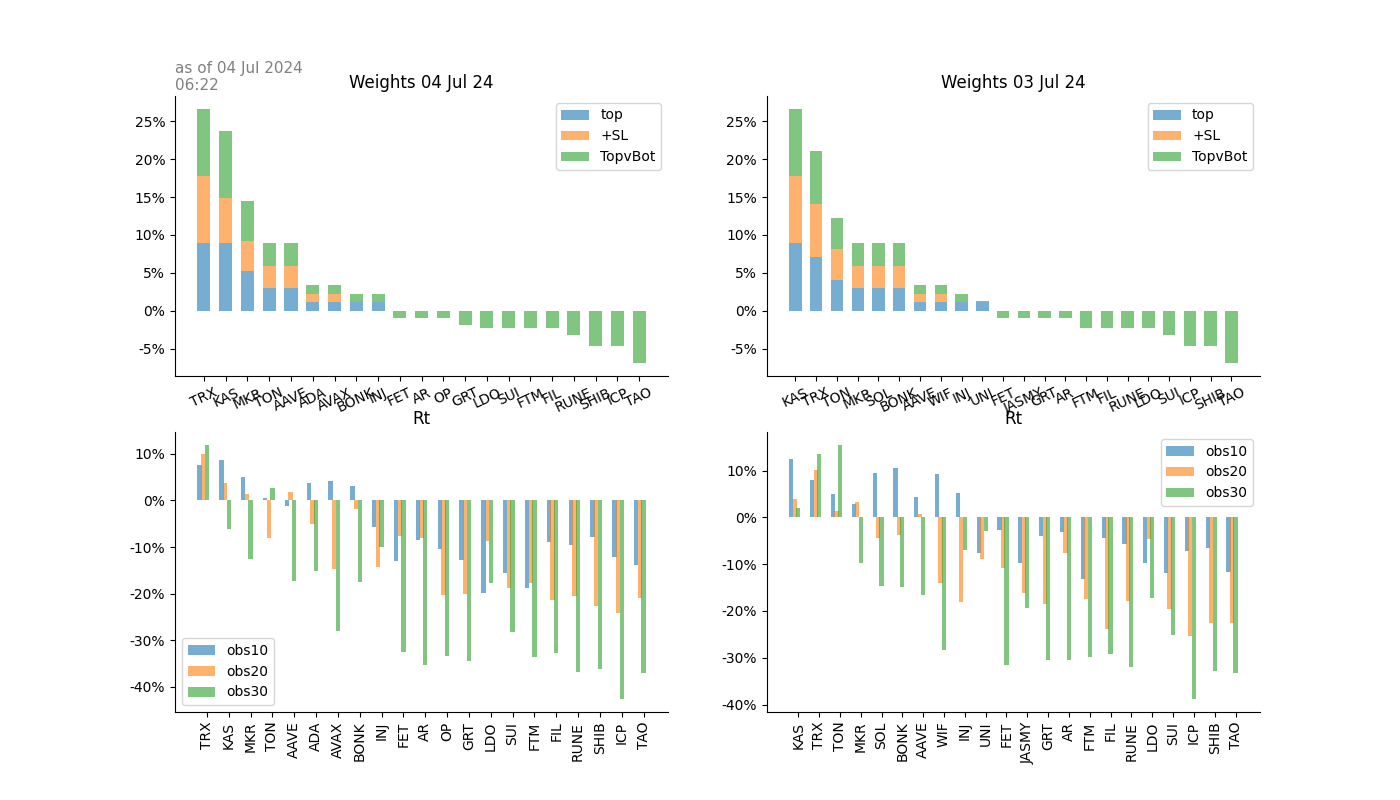 as of 04 Jul 2024
06:22
Weights 04 Jul 24
25%
20%
15%
10%
5%
0%
-5%
top
+SL
TopvBot
TRX KAS MKR TON AAVE ADA AVAX BONK INJ FET AR OP GRT LDO SUI FTM FIL RUNE SHIB ICP TAO
Weights 03 Jul 24
25%
20%
15%
10%
5%
0%
-5%
top
+SL
TopvBot
KAS TRX TON MKR SOL BONK AAVE WIF INJ UNI FET JASMY GRT AR FTM FIL RUNE LDO SUI ICP SHIB TAO
Rt
10%
0%
-10%
-20%
-30%
-40%
obs10
obs20
obs30
TRX KAS MKR TON AAVE ADA AVAX BONK INJ FET AR OP GRT LDO SUI FTM FIL RUNE SHIB ICP TAO
Rt
10%
0%
-10%
-20%
-30%
-40%
obs10
obs20
obs30
KAS TRX TON MKR SOL BONK AAVE WIF INJ UNI FET JASMY GRT AR FTM FIL RUNE LDO SUI ICP SHIB TAO